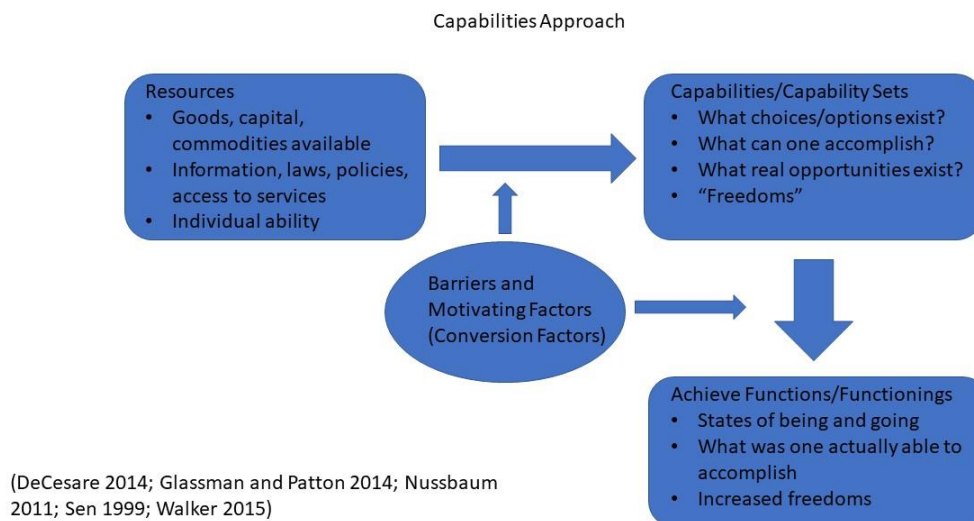 Capabilities Approach
Resources
• Goods, capital,
commodities available
• Information, laws, policies,
access to services
• Individual ability
Capabilities/Capability Sets
• What choices/options exist?
• What can one accomplish?
• What real opportunities exist?
• “Freedoms”
Barriers and
Motivating Factors
(Conversion Factors)
Achieve Functions/Functionings
• States of being and going
• What was one actually able to
accomplish
• Increased freedoms
(DeCesare 2014; Glassman and Patton 2014; Nussbaum
2011; Sen 1999; Walker 2015)